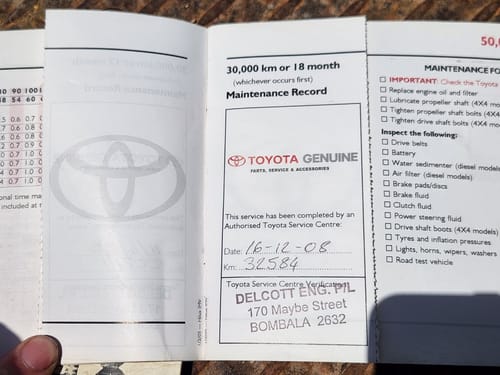 30,000 km or 18 month
(whichever occurs first)
Maintenance Record
TOYOTA GENUINE
PARTS, SERVICE & ACCESSORIES
This service has been completed by an
Authorised Toyota Service Centre:
Date: 16-12-08
Km: 32584
Toyota Service Centre Verification
DELCOTT ENG. P/L
170 Maybe Street
BOMBALA 2632
50,
MAINTENANCE FO
IMPORTANT: Check the Toyota
Replace engine oil and filter
Lubricate propeller shaft (4X4 mo
Tighten propeller shaft bolts (4X4
Tighten drive shaft bolts (4X4
Inspect the following:
Drive belts
Battery
Water sedimenter (diesel models
Air filter (diesel models)
Brake pads/discs
Brake fluid
Clutch fluid
Power steering fluid
Drive shaft boots (4X4 models)
Tyres and inflation pressures
Lights, horns, wipers, washers
Road test vehicle